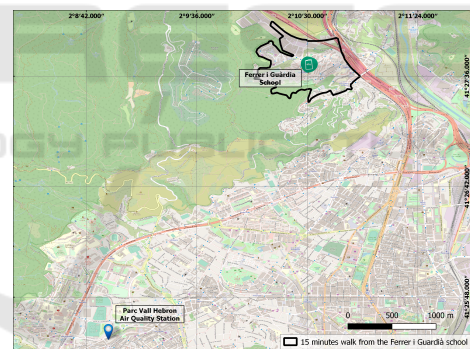 2°8'42.000" 2°9'36.000" 2°10'30.000" 2°11'24.000"
41°27'36.000"
Ferrer i Guàrdia
School
41°26'42.000"
41°25'48.000"
Parc Vall Hebron
Air Quality Station
0 500 1000 m
15 minutes walk from the Ferrer i Guardià school